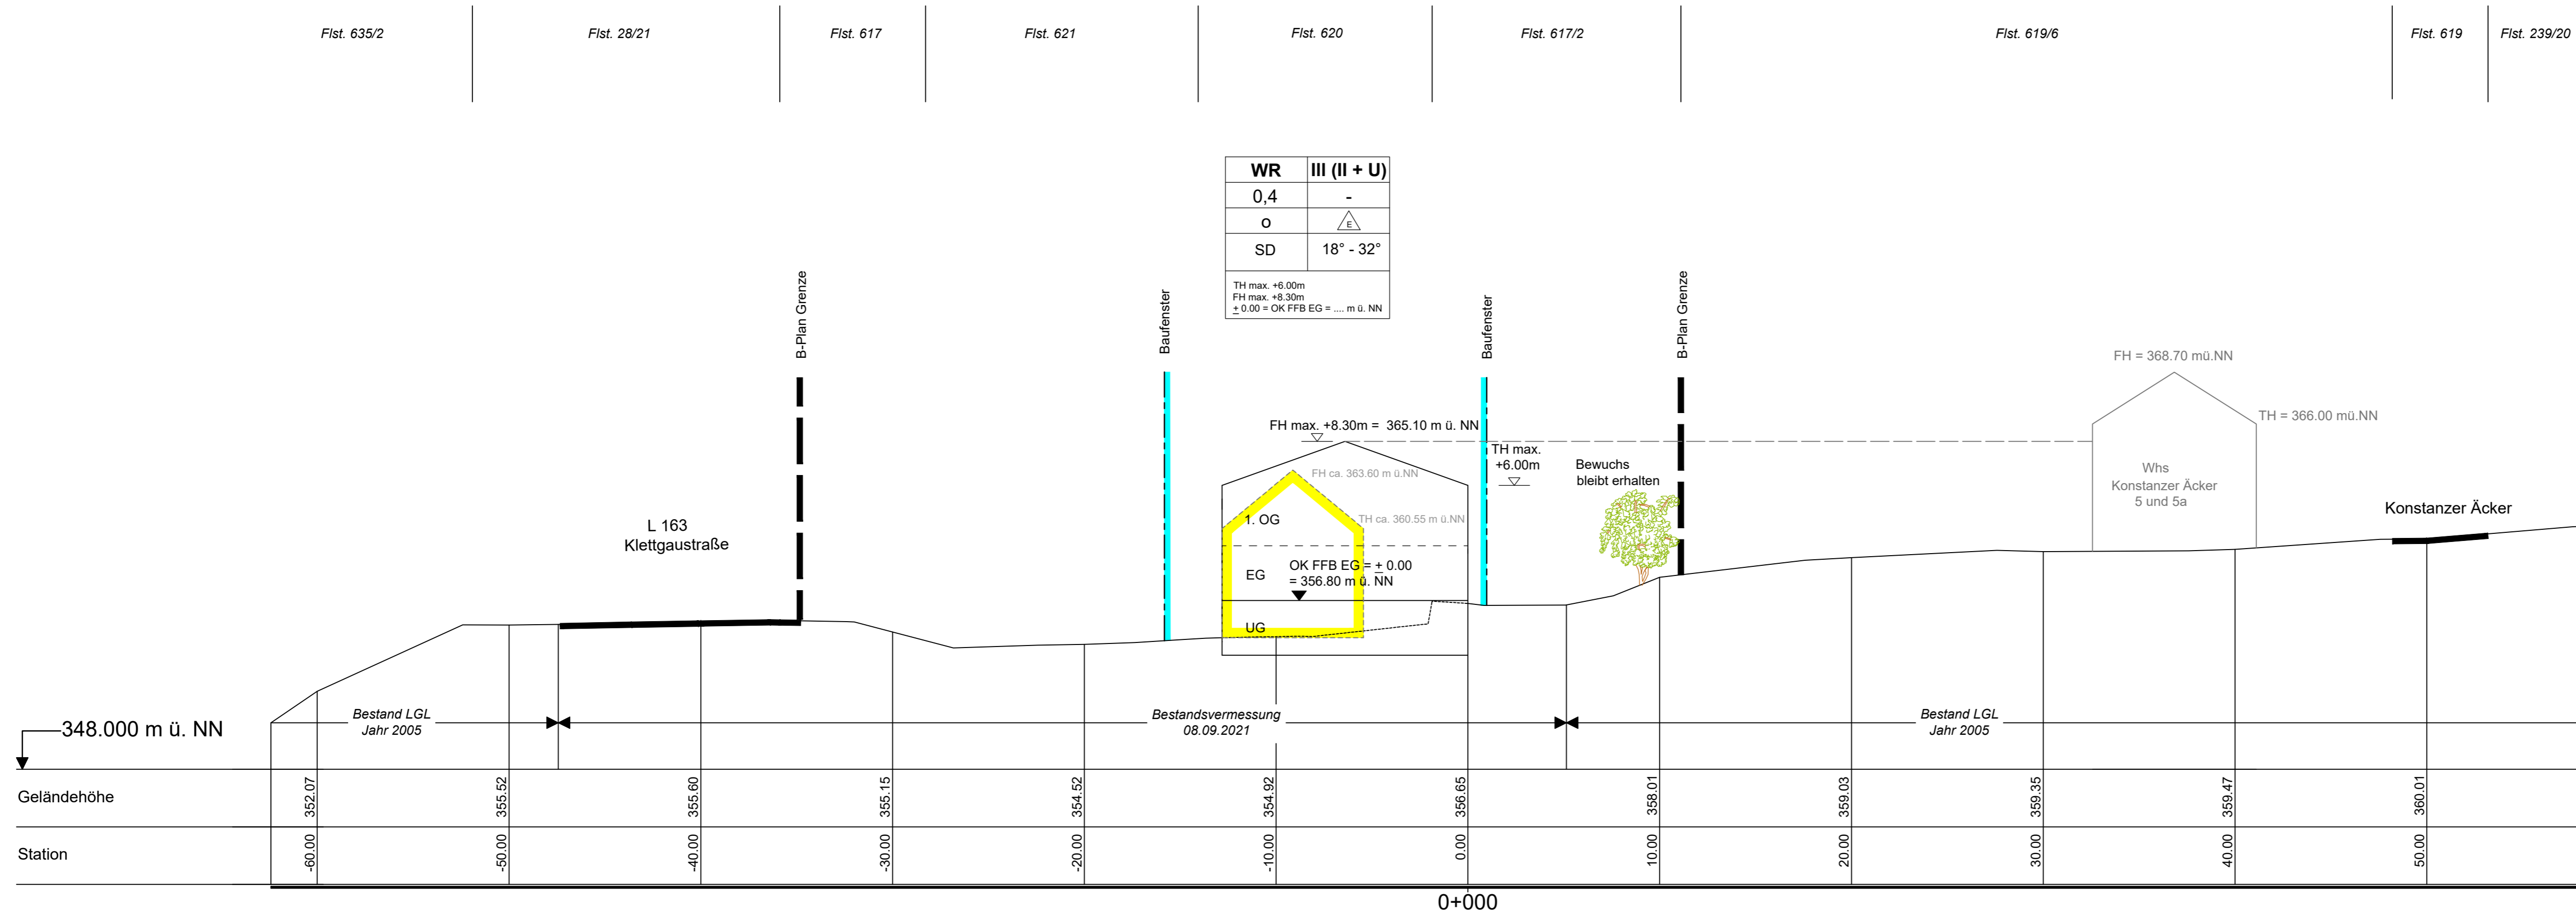 Flst. 635/2
Flst. 28/21
Flst. 617
Flst. 621
Flst. 620
Flst. 617/2
Flst. 619/6
Flst. 619
Flst. 239/20
WR III (II + U)
0,4 -
o E
SD 18° - 32°
TH max. +6.00m
FH max. +8.30m
± 0.00 = OK FFB EG = .... m ü. NN
B-Plan Grenze
Baufenster
Baufenster
B-Plan Grenze
FH = 368.70 mü.NN
TH = 366.00 mü.NN
FH max. +8.30m = 365.10 m ü. NN
TH max.
+6.00m
Bewuchs
bleibt erhalten
FH ca. 363.60 m ü.NN
Whs
Konstanzer Äcker
5 und 5a
Konstanzer Äcker
L 163
Klettgaustraße
1. OG
TH ca. 360.55 m ü.NN
EG
OK FFB EG = ± 0.00
= 356.80 m ü. NN
UG
348.000 m ü. NN
Bestand LGL
Jahr 2005
Bestandsvermessung
08.09.2021
Bestand LGL
Jahr 2005
Geländehöhe
352.07
355.52
355.60
355.15
354.52
354.92
356.65
358.01
359.03
359.35
359.47
360.01
Station
-60.00
-50.00
-40.00
-30.00
-20.00
-10.00
0.00
10.00
20.00
30.00
40.00
50.00
0+000